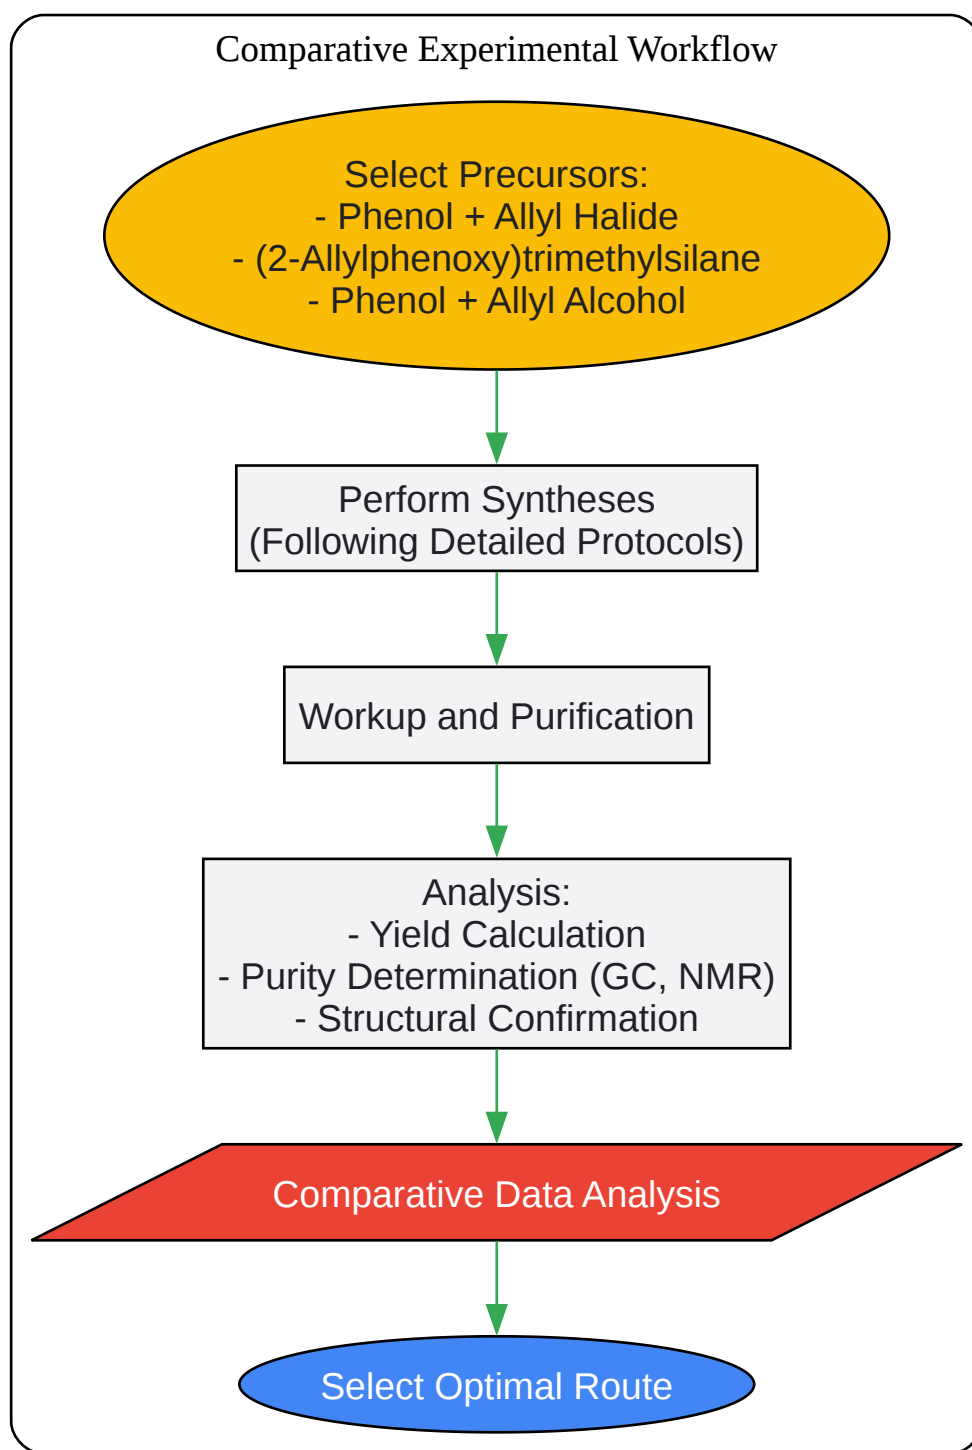 Comparative Experimental Workflow
Select Precursors:
- Phenol + Allyl Halide
- (2-Allylphenoxy)trimethylsilane
- Phenol + Allyl Alcohol
Perform Syntheses
(Following Detailed Protocols)
Workup and Purification
Analysis:
- Yield Calculation
- Purity Determination (GC, NMR)
- Structural Confirmation
Comparative Data Analysis
Select Optimal Route